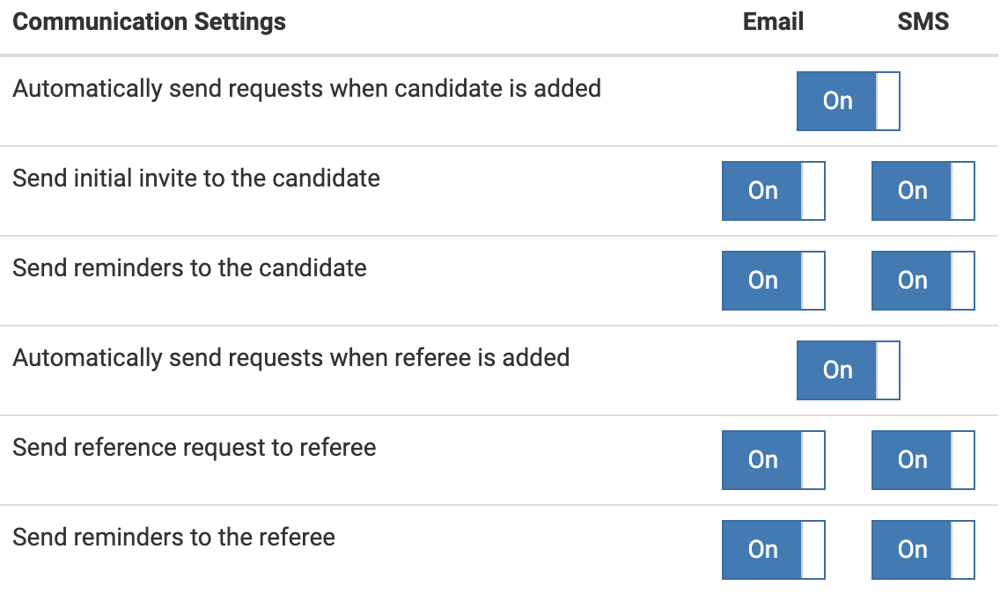 Communication Settings Email SMS
Automatically send requests when candidate is added On
Send initial invite to the candidate On On
Send reminders to the candidate On On
Automatically send requests when referee is added On
Send reference request to referee On On
Send reminders to the referee On On